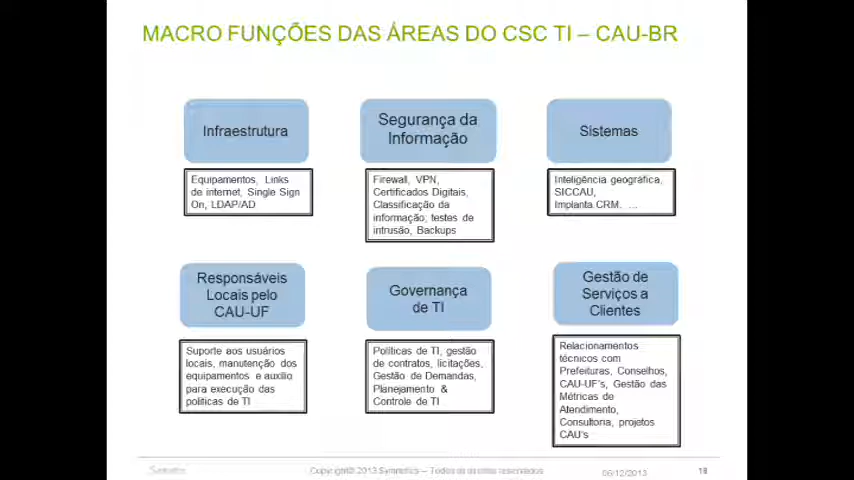 MACRO FUNÇÕES DAS ÁREAS DO CSC TI – CAU-BR
Infraestrutura
Equipamentos, Links
de internet, Single Sign
On, LDAP/AD
Segurança da
Informação
Firewall, VPN,
Certificados Digitais,
Classificação da
informação, testes de
intrusão, Backups
Sistemas
Inteligência geográfica,
SICCAU,
Implanta CRM. ...
Responsáveis
Locais pelo
CAU-UF
Suporte aos usuários
locais, manutenção dos
equipamentos e auxílio
para execução das
políticas de TI
Governança
de TI
Políticas de TI, gestão
de contratos, licitações,
Gestão de Demandas,
Planejamento &
Controle de TI
Gestão de
Serviços a
Clientes
Relacionamentos
técnicos com
Prefeituras, Conselhos,
CAU-UF's, Gestão das
Métricas de
Atendimento,
Consultoria, projetos
CAU's
Symnetics
Copyright© 2013 Symnetics – Todos os direitos reservados
06/12/2013